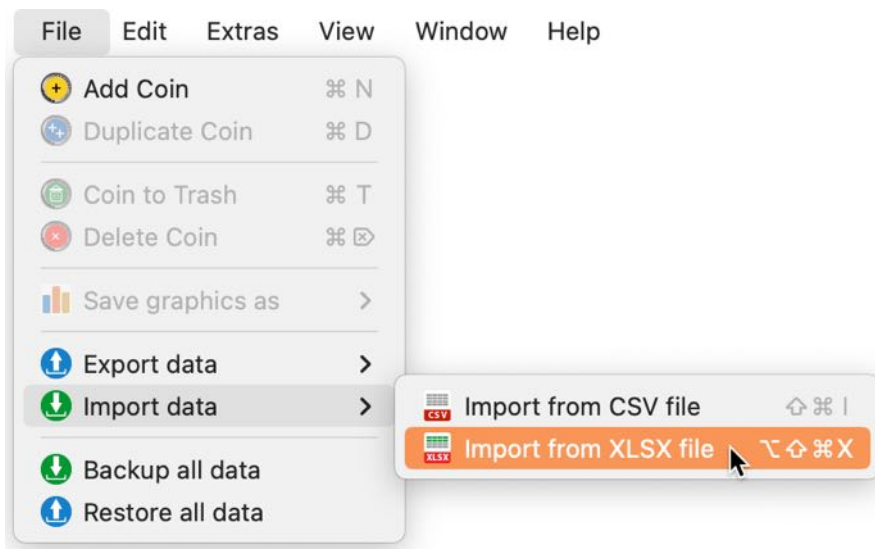 File Edit Extras View Window Help
Add Coin ⌘ N
Duplicate Coin ⌘ D
Coin to Trash ⌘ T
Delete Coin ⌘ ⌦
Save graphics as >
Export data >
Import data >
CSV Import from CSV file ⇧ ⌘ I
XLSX Import from XLSX file ⌥ ⇧ ⌘ X
Backup all data
Restore all data